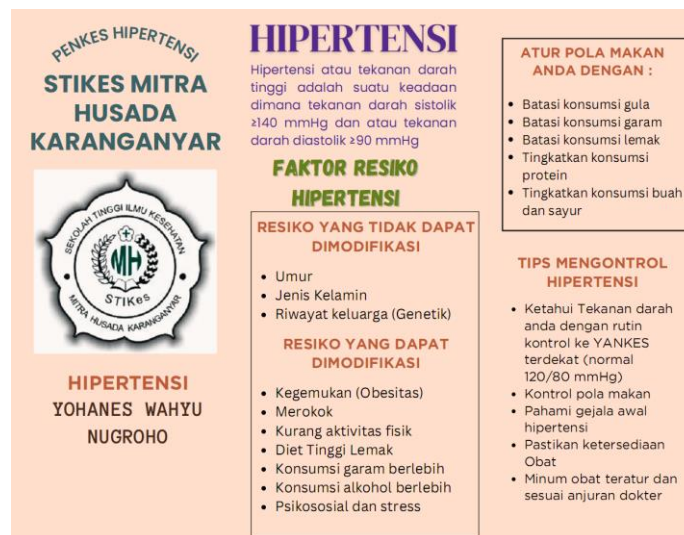 PENKES HIPERTENSI
STIKES MITRA
HUSADA
KARANGANYAR
SEKOLAH TINGGI ILMU KESEHATAN
MH
STIKes
MITRA HUSADA KARANGANYAR
HIPERTENSI
YOHANES WAHYU
NUGROHO
HIPERTENSI
Hipertensi atau tekanan darah
tinggi adalah suatu keadaan
dimana tekanan darah sistolik
≥140 mmHg dan atau tekanan
darah diastolik ≥90 mmHg
FAKTOR RESIKO
HIPERTENSI
RESIKO YANG TIDAK DAPAT
DIMODIFIKASI
• Umur
• Jenis Kelamin
• Riwayat keluarga (Genetik)
RESIKO YANG DAPAT
DIMODIFIKASI
• Kegemukan (Obesitas)
• Merokok
• Kurang aktivitas fisik
• Diet Tinggi Lemak
• Konsumsi garam berlebih
• Konsumsi alkohol berlebih
• Psikososial dan stress
ATUR POLA MAKAN
ANDA DENGAN :
• Batasi konsumsi gula
• Batasi konsumsi garam
• Batasi konsumsi lemak
• Tingkatkan konsumsi
protein
• Tingkatkan konsumsi buah
dan sayur
TIPS MENGONTROL
HIPERTENSI
• Ketahui Tekanan darah
anda dengan rutin
kontrol ke YANKES
terdekat (normal
120/80 mmHg)
• Kontrol pola makan
• Pahami gejala awal
hipertensi
• Pastikan ketersediaan
Obat
• Minum obat teratur dan
sesuai anjuran dokter